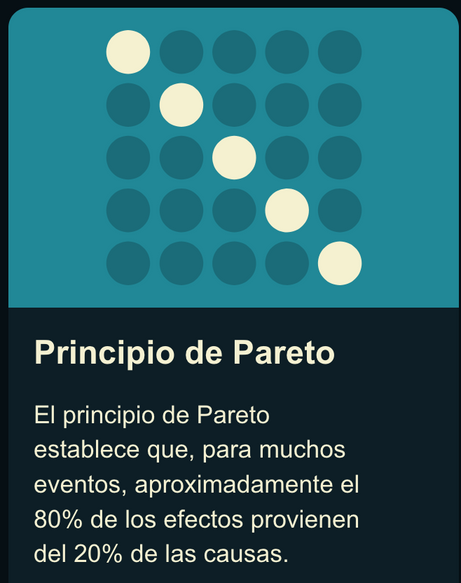 Principio de Pareto
El principio de Pareto
establece que, para muchos
eventos, aproximadamente el
80% de los efectos provienen
del 20% de las causas.